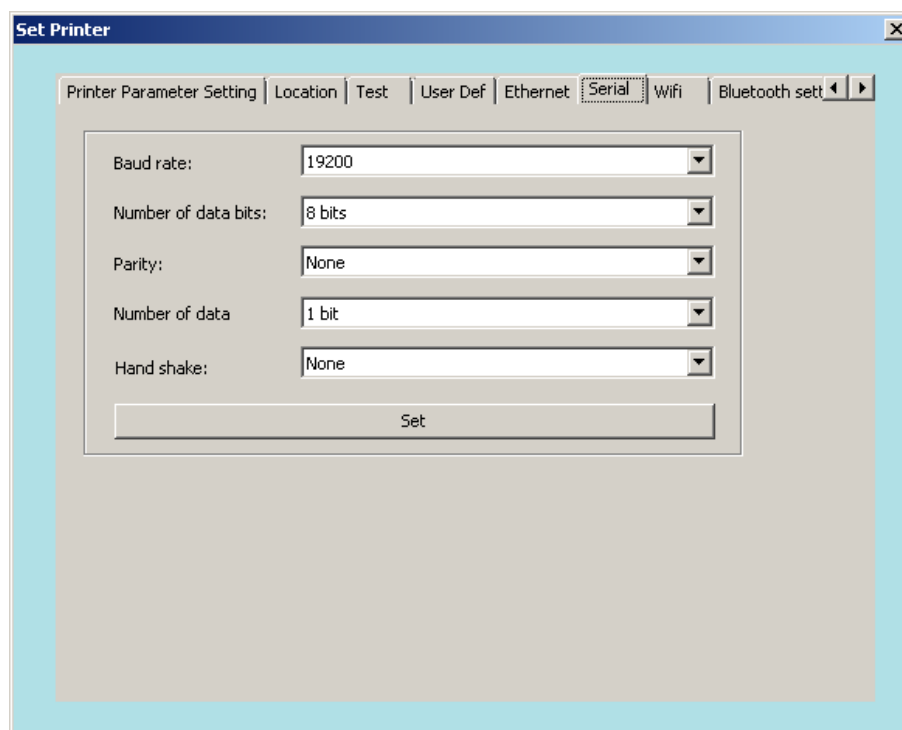 Set Printer
Printer Parameter Setting Location Test User Def Ethernet Serial Wifi Bluetooth sett
Baud rate: 19200
Number of data bits: 8 bits
Parity: None
Number of data 1 bit
Hand shake: None
Set